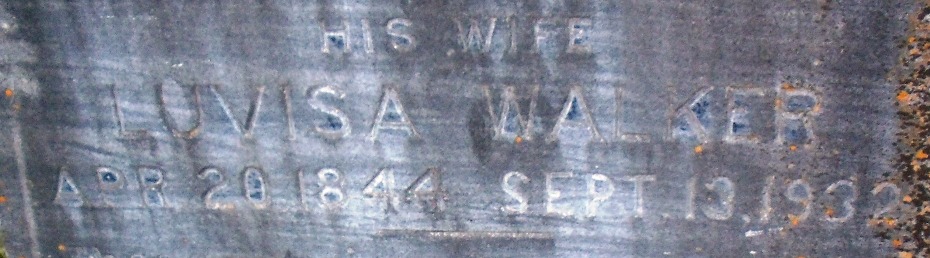 HIS WIFE
LUVISA WALKER
APR. 20, 1844 SEPT. 13, 1932